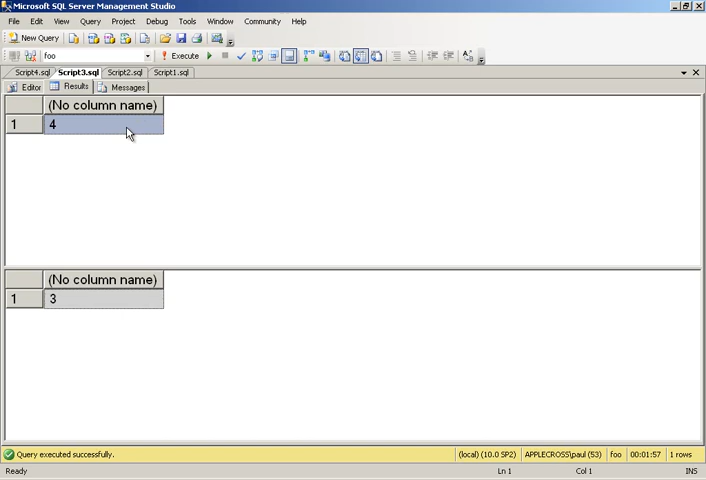 Microsoft SQL Server Management Studio
File Edit View Query Project Debug Tools Window Community Help
New Query
foo Execute
Script4.sql Script3.sql Script2.sql Script1.sql
Editor Results Messages
(No column name)
1 4
(No column name)
1 3
Query executed successfully. (local) (10.0 SP2) APPLECROSS\paul (53) foo 00:01:57 1 rows
Ready Ln 1 Col 1 INS